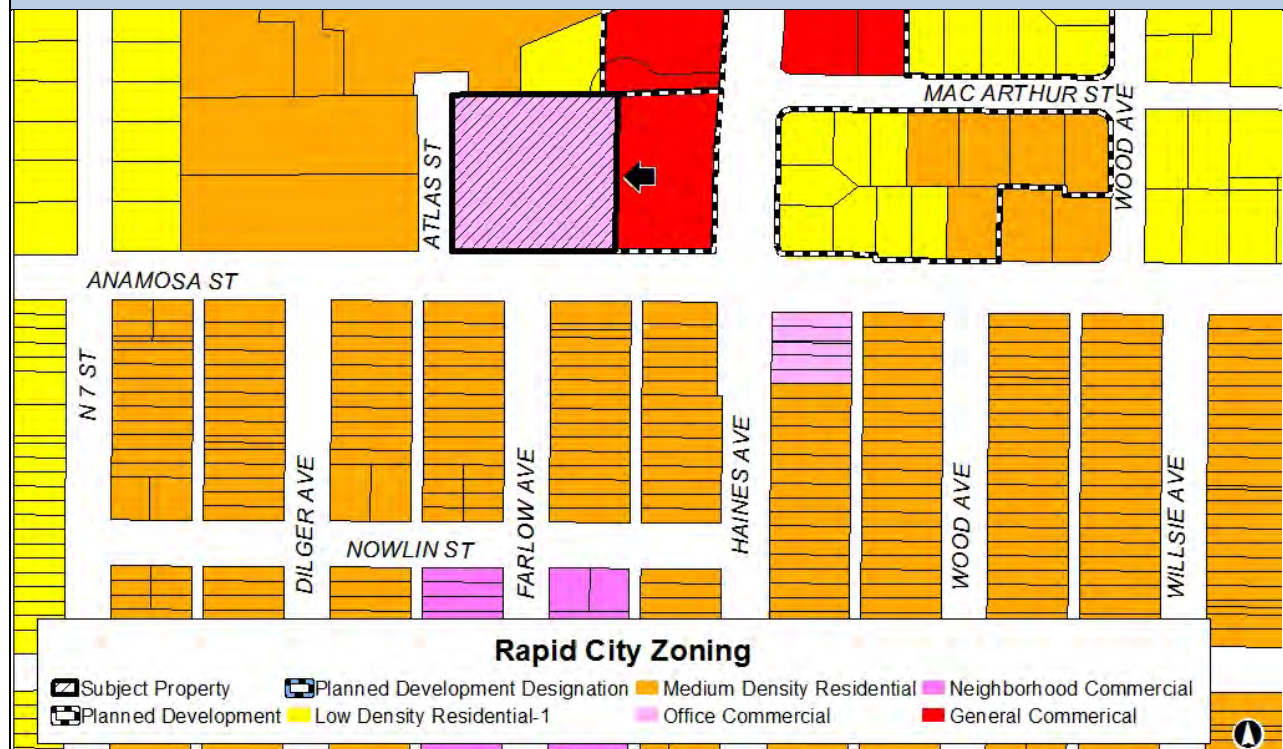 MAC ARTHUR ST
WOOD AVE
ATLAS ST
ANAMOSA ST
N 7 ST
DILGER AVE
FARLOW AVE
HAINES AVE
WOOD AVE
WILLSIE AVE
NOWLIN ST
Rapid City Zoning
Subject Property
Planned Development Designation
Medium Density Residential
Neighborhood Commercial
Planned Development
Low Density Residential-1
Office Commercial
General Commerical